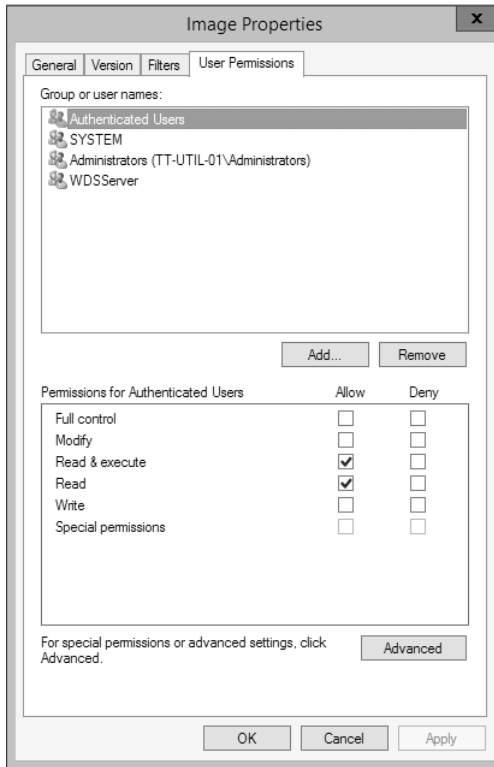 Image Properties
x
General Version Filters User Permissions
Group or user names:
Authenticated Users
SYSTEM
Administrators (TT-UTIL-01\Administrators)
WDSServer
Add... Remove
Permissions for Authenticated Users Allow Deny
Full control
Modify
Read & execute
Read
Write
Special permissions
For special permissions or advanced settings, click
Advanced.
Advanced
OK Cancel Apply